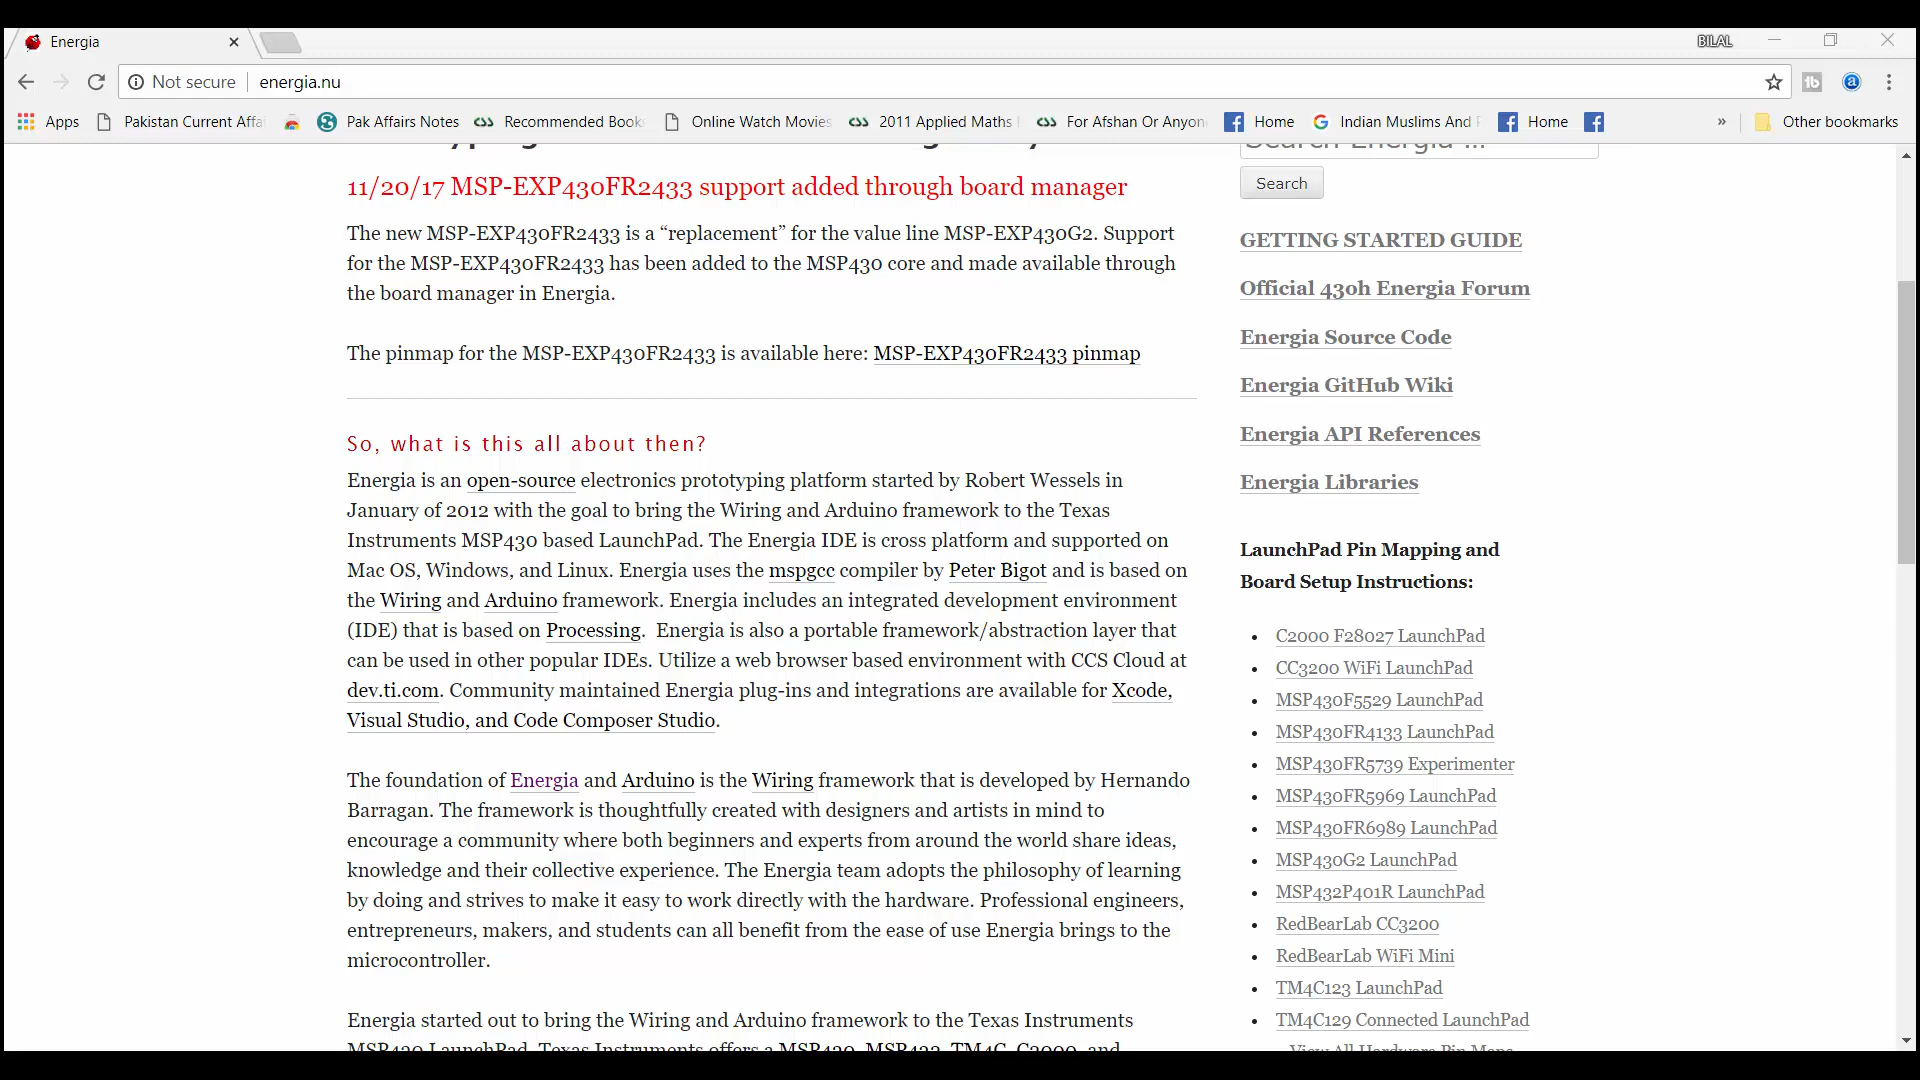 Energia
BILAL
Not secure
energia.nu
Apps
Pakistan Current Affa
Pak Affairs Notes
Recommended Book
Online Watch Movies
2011 Applied Maths
For Afshan Or Anyon
Home
Indian Muslims And
Home
»
Other bookmarks
11/20/17 MSP-EXP430FR2433 support added through board manager
The new MSP-EXP430FR2433 is a “replacement” for the value line MSP-EXP430G2. Support
for the MSP-EXP430FR2433 has been added to the MSP430 core and made available through
the board manager in Energia.
The pinmap for the MSP-EXP430FR2433 is available here: MSP-EXP430FR2433 pinmap
So, what is this all about then?
Energia is an open-source electronics prototyping platform started by Robert Wessels in
January of 2012 with the goal to bring the Wiring and Arduino framework to the Texas
Instruments MSP430 based LaunchPad. The Energia IDE is cross platform and supported on
Mac OS, Windows, and Linux. Energia uses the mspgcc compiler by Peter Bigot and is based on
the Wiring and Arduino framework. Energia includes an integrated development environment
(IDE) that is based on Processing. Energia is also a portable framework/abstraction layer that
can be used in other popular IDEs. Utilize a web browser based environment with CCS Cloud at
dev.ti.com. Community maintained Energia plug-ins and integrations are available for Xcode,
Visual Studio, and Code Composer Studio.
The foundation of Energia and Arduino is the Wiring framework that is developed by Hernando
Barragan. The framework is thoughtfully created with designers and artists in mind to
encourage a community where both beginners and experts from around the world share ideas,
knowledge and their collective experience. The Energia team adopts the philosophy of learning
by doing and strives to make it easy to work directly with the hardware. Professional engineers,
entrepreneurs, makers, and students can all benefit from the ease of use Energia brings to the
microcontroller.
Energia started out to bring the Wiring and Arduino framework to the Texas Instruments
MSP430 LaunchPad. Texas Instruments offers a MSP430, MSP432, TM4C, C2000, and
Search Energia ...
Search
GETTING STARTED GUIDE
Official 43oh Energia Forum
Energia Source Code
Energia GitHub Wiki
Energia API References
Energia Libraries
LaunchPad Pin Mapping and
Board Setup Instructions:
C2000 F28027 LaunchPad
CC3200 WiFi LaunchPad
MSP430F5529 LaunchPad
MSP430FR4133 LaunchPad
MSP430FR5739 Experimenter
MSP430FR5969 LaunchPad
MSP430FR6989 LaunchPad
MSP430G2 LaunchPad
MSP432P401R LaunchPad
RedBearLab CC3200
RedBearLab WiFi Mini
TM4C123 LaunchPad
TM4C129 Connected LaunchPad
View All Hardware Pin Maps